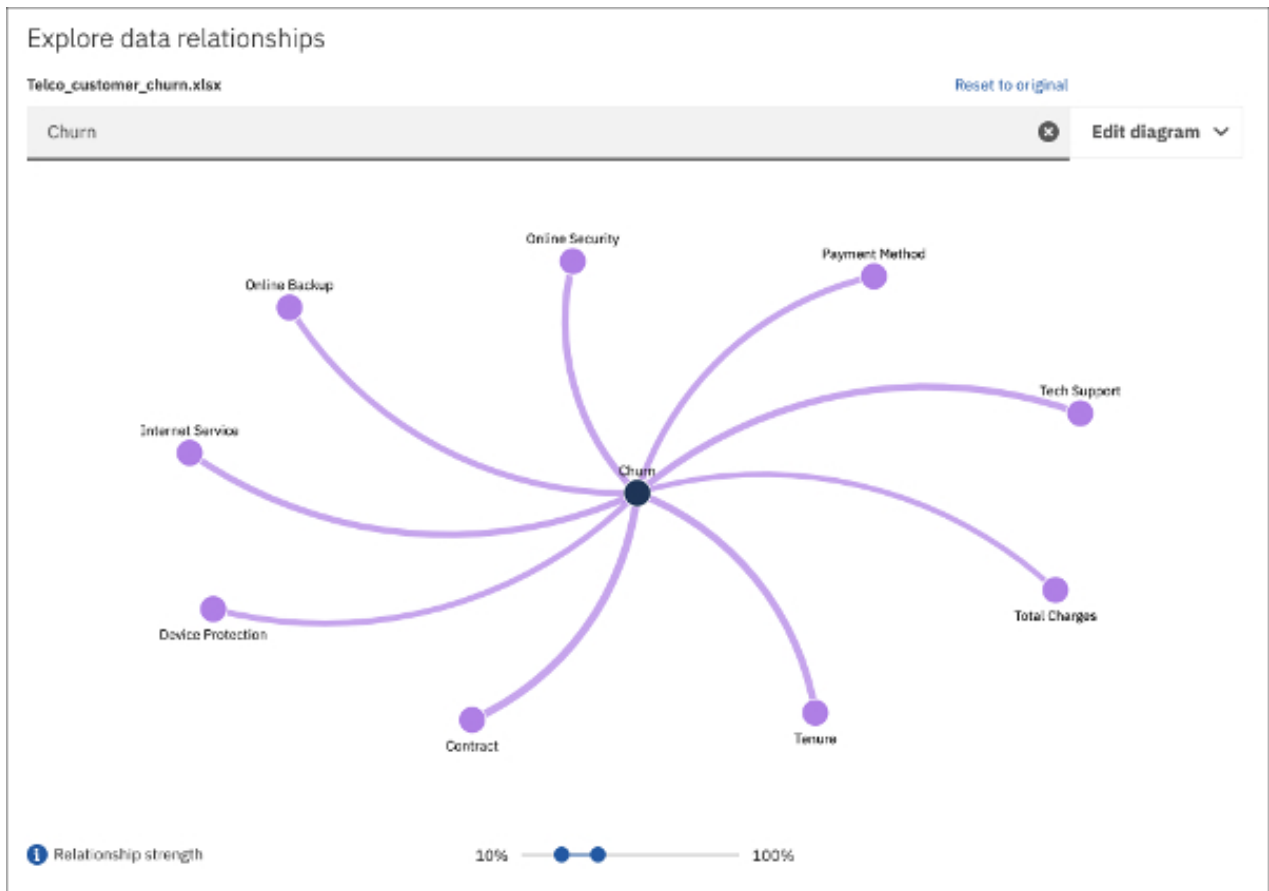 Explore data relationships
Telco_customer_churn.xlsx
Reset to original
Churn
Edit diagram
Online Security
Payment Method
Online Backup
Tech Support
Internet Service
Churn
Total Charges
Device Protection
Tenure
Contract
Relationship strength
10%
100%